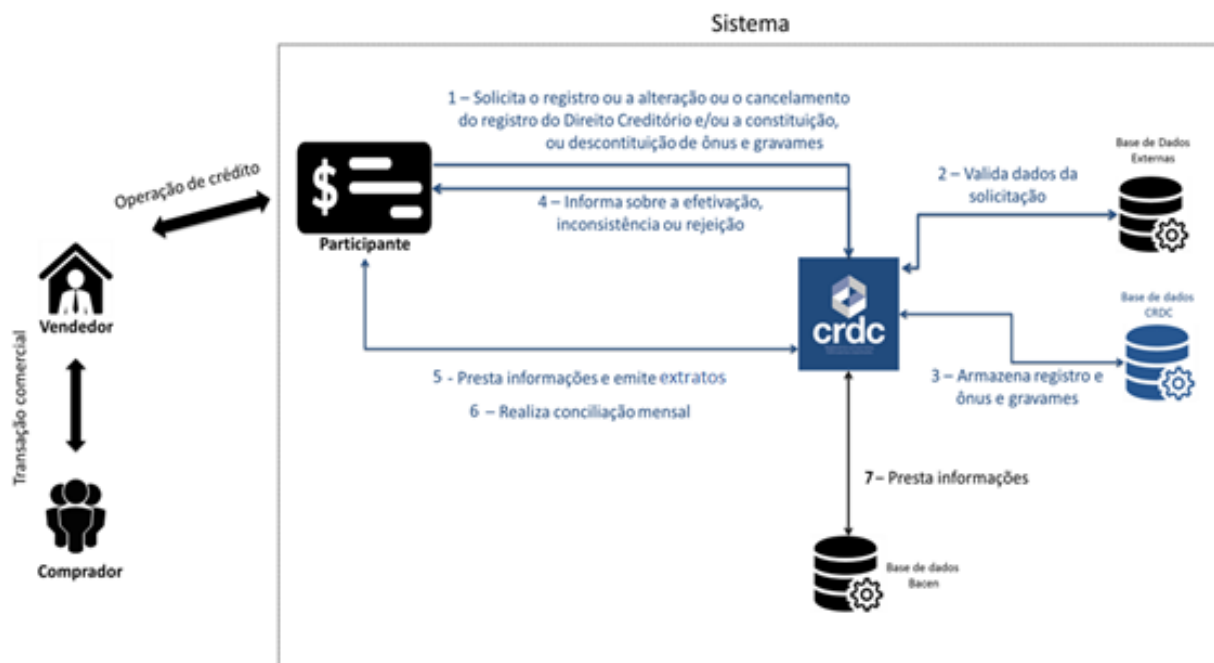 Sistema
1 – Solicita o registro ou a alteração ou o cancelamento
do registro do Direito Creditório e/ou a constituição,
ou descontituição de ônus e gravames
Base de Dados
Externas
2 – Valida dados da
solicitação
Operação de crédito
4 – Informa sobre a efetivação,
inconsistência ou rejeição
Participante
Vendedor
crdc
Base de dados
CRDC
Transação comercial
5 - Presta informações e emite extratos
3 – Armazena registro e
ônus e gravames
6 – Realiza conciliação mensal
7 – Presta informações
Comprador
Base de dados
Bacen